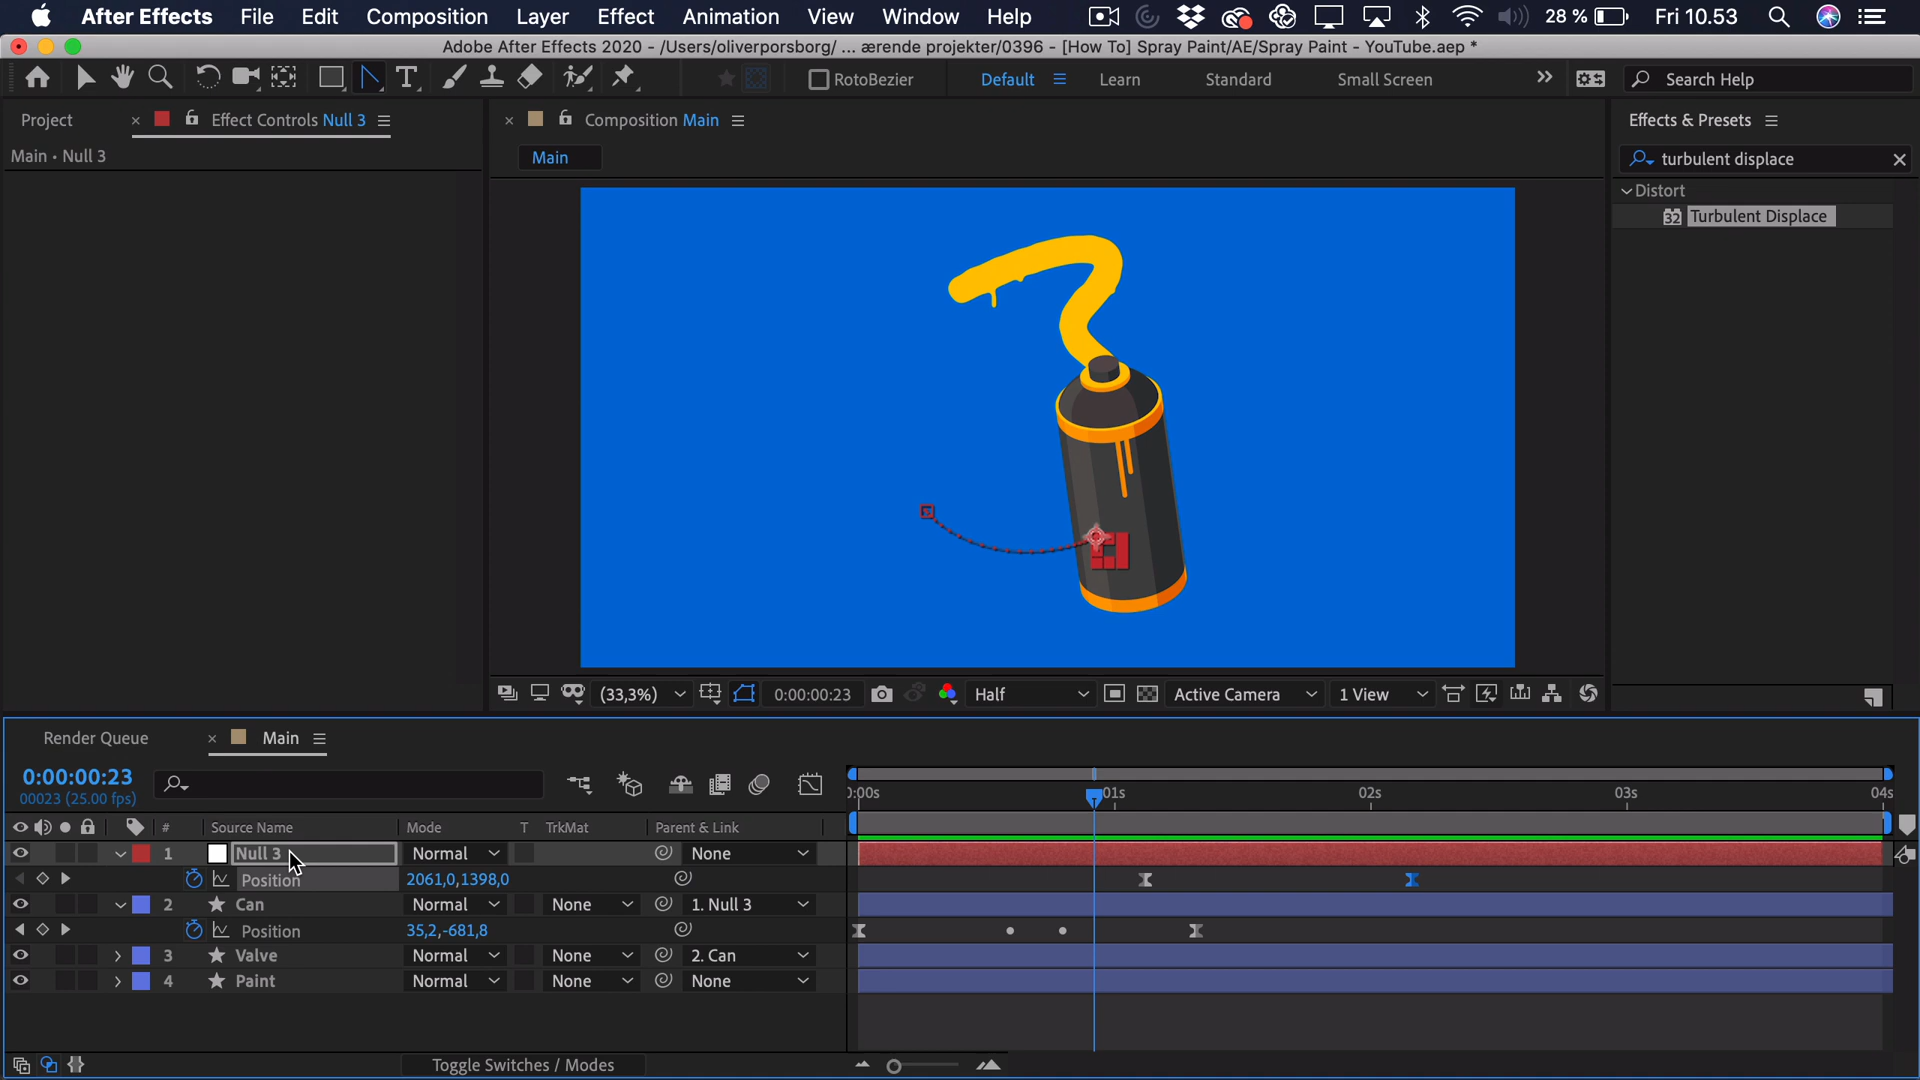 After Effects File Edit Composition Layer Effect Animation View Window Help 28 % Fri 10.53
Adobe After Effects 2020 - /Users/oliverporsborg/ ... ærende projekter/0396 - [How To] Spray Paint/AE/Spray Paint - YouTube.aep *
RotoBezier Default Learn Standard Small Screen Search Help
Project Effect Controls Null 3 Composition Main Effects & Presets
Main • Null 3 Main turbulent displace
Distort
32 Turbulent Displace
(33,3%) 0:00:00:23 Half Active Camera 1 View
Render Queue Main
0:00:00:23
00023 (25.00 fps)
0:00s 01s 02s 03s 04s
# Source Name Mode T TrkMat Parent & Link
1 Null 3 Normal None
Position 2061,0,1398,0
2 Can Normal None 1. Null 3
Position 35,2,-681,8
3 Valve Normal None 2. Can
4 Paint Normal None None
Toggle Switches / Modes